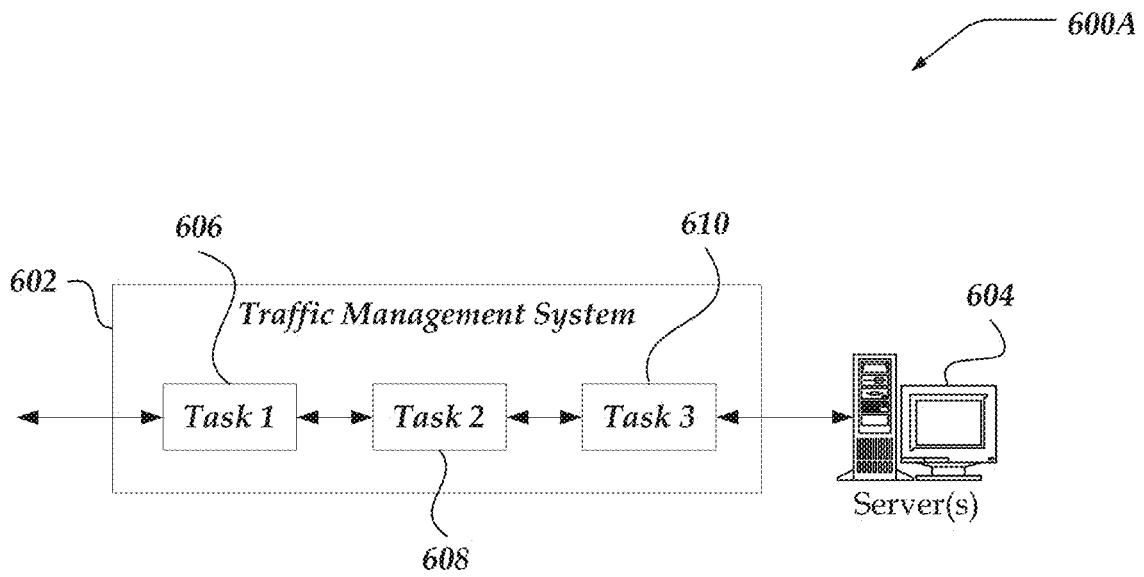 600A
606
610
602
604
Traffic Management System
Task 1
Task 2
Task 3
Server(s)
608